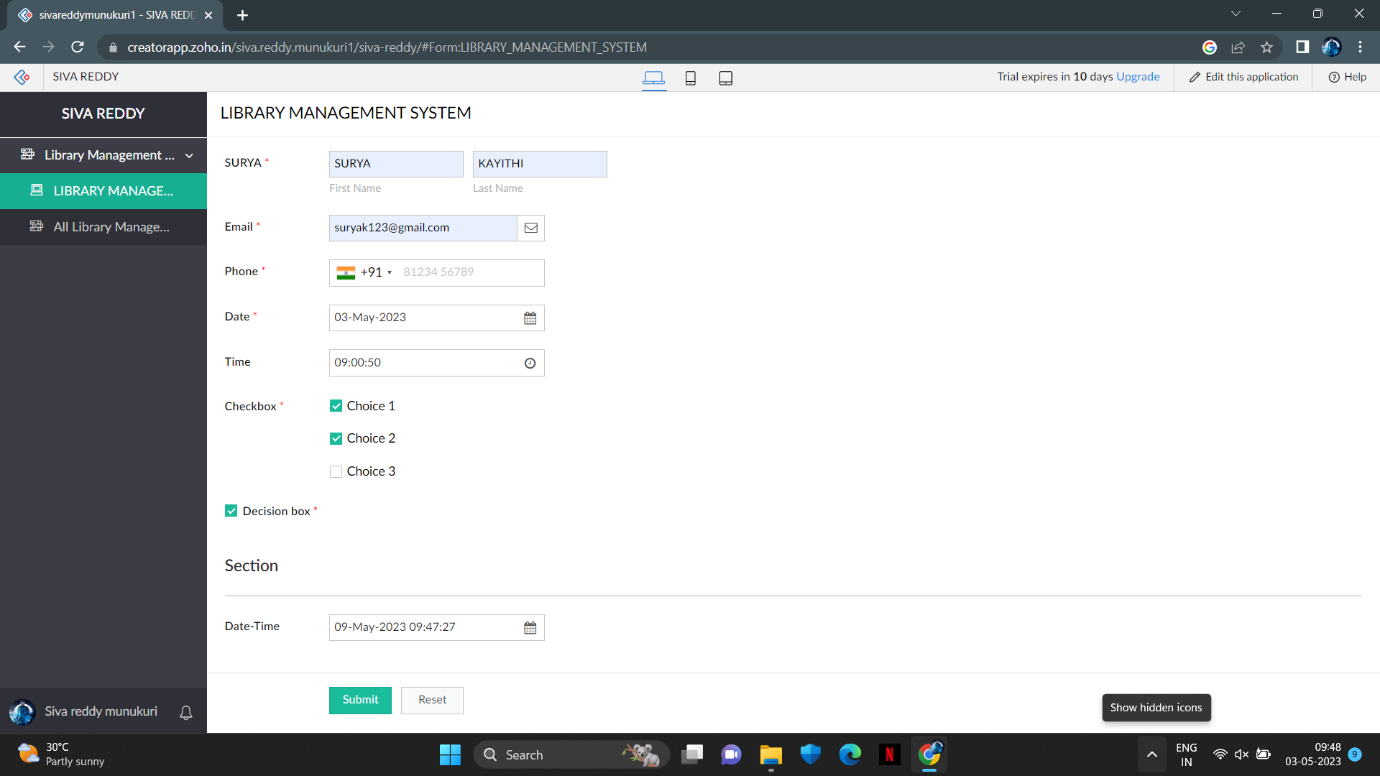 sivareddymunukuri1 - SIVA REDD
creatorapp.zoho.in/siva.reddy.munukuri1/siva-reddy/#Form:LIBRARY_MANAGEMENT_SYSTEM
SIVA REDDY
Trial expires in 10 days Upgrade
Edit this application
Help
SIVA REDDY
Library Management ...
LIBRARY MANAGE...
All Library Manage...
LIBRARY MANAGEMENT SYSTEM
SURYA * SURYA KAYITHI
First Name Last Name
Email * suryak123@gmail.com
Phone * +91 81234 56789
Date * 03-May-2023
Time 09:00:50
Checkbox * Choice 1
Choice 2
Choice 3
Decision box *
Section
Date-Time 09-May-2023 09:47:27
Submit Reset
Siva reddy munukuri
Show hidden icons
30°C
Partly sunny
Search
N
ENG
IN
09:48
03-05-2023
9